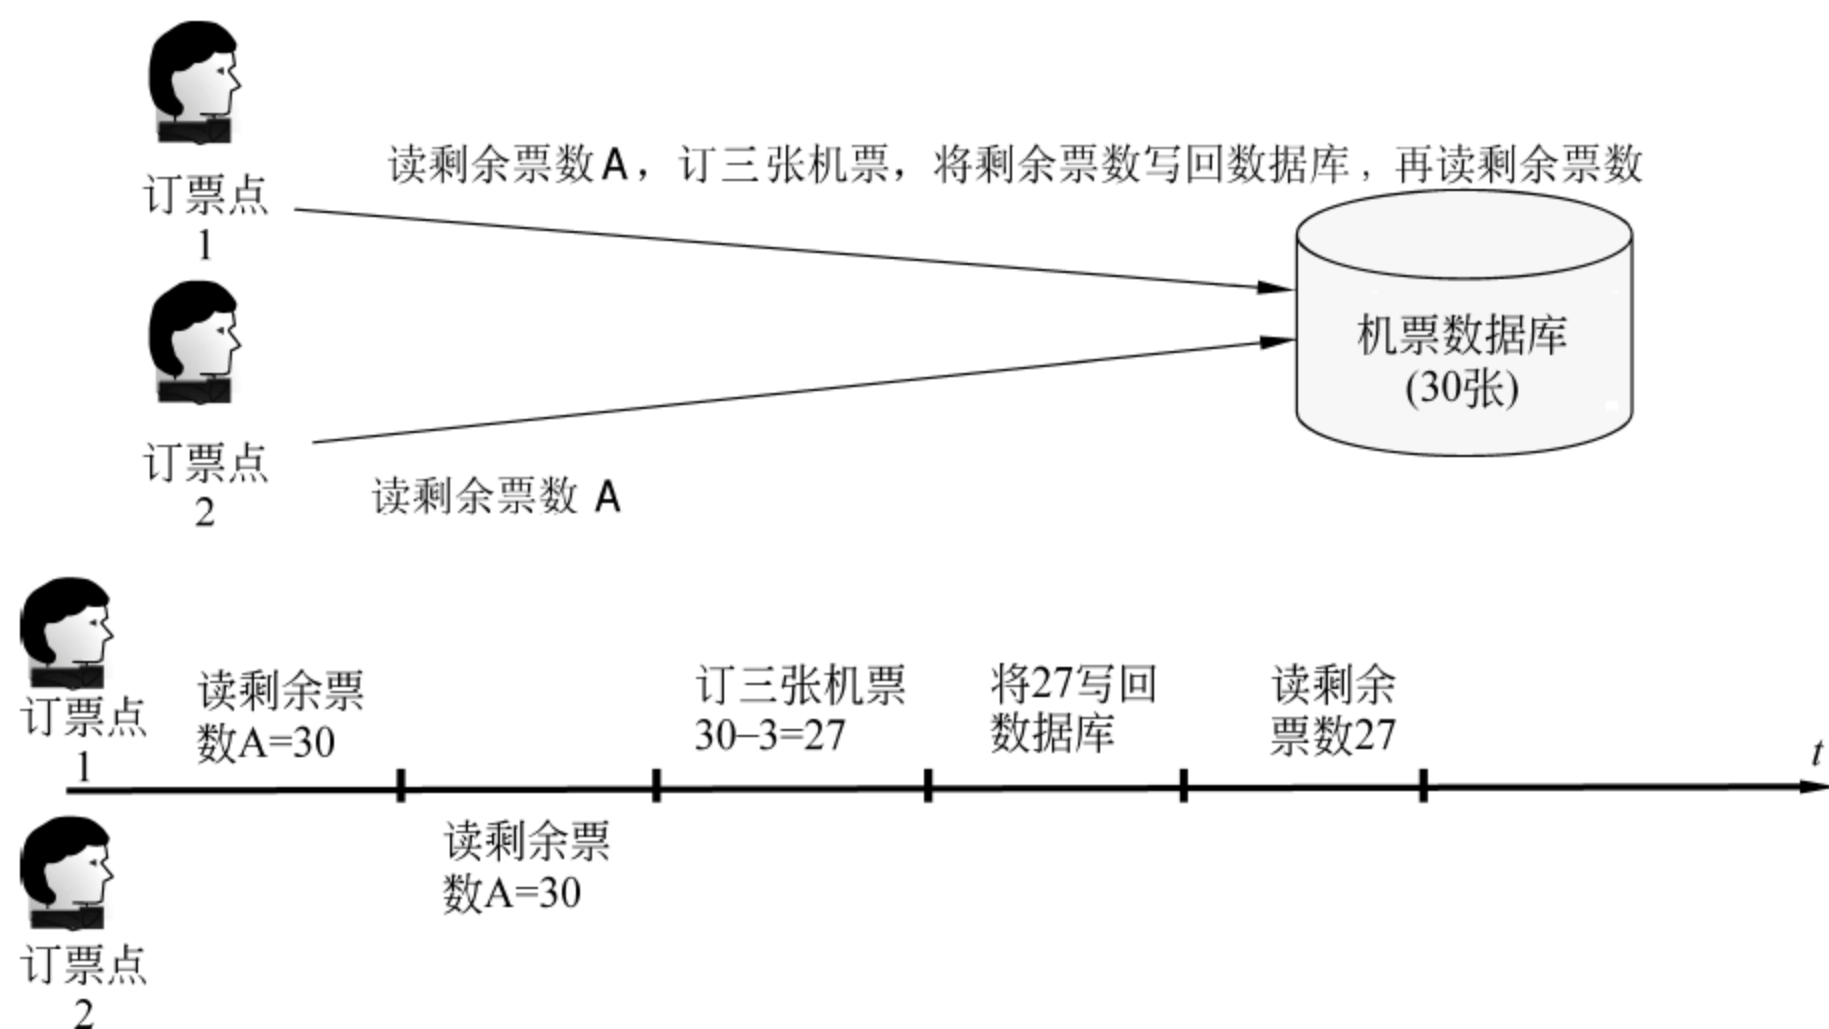 读剩余票数A，订三张机票，将剩余票数写回数据库，再读剩余票数
订票点
1
机票数据库
(30张)
订票点
2
读剩余票数 A
读剩余票
数A=30
订三张机票
30–3=27
将27写回
数据库
读剩余
票数27
订票点
1
t
读剩余票
数A=30
订票点
2